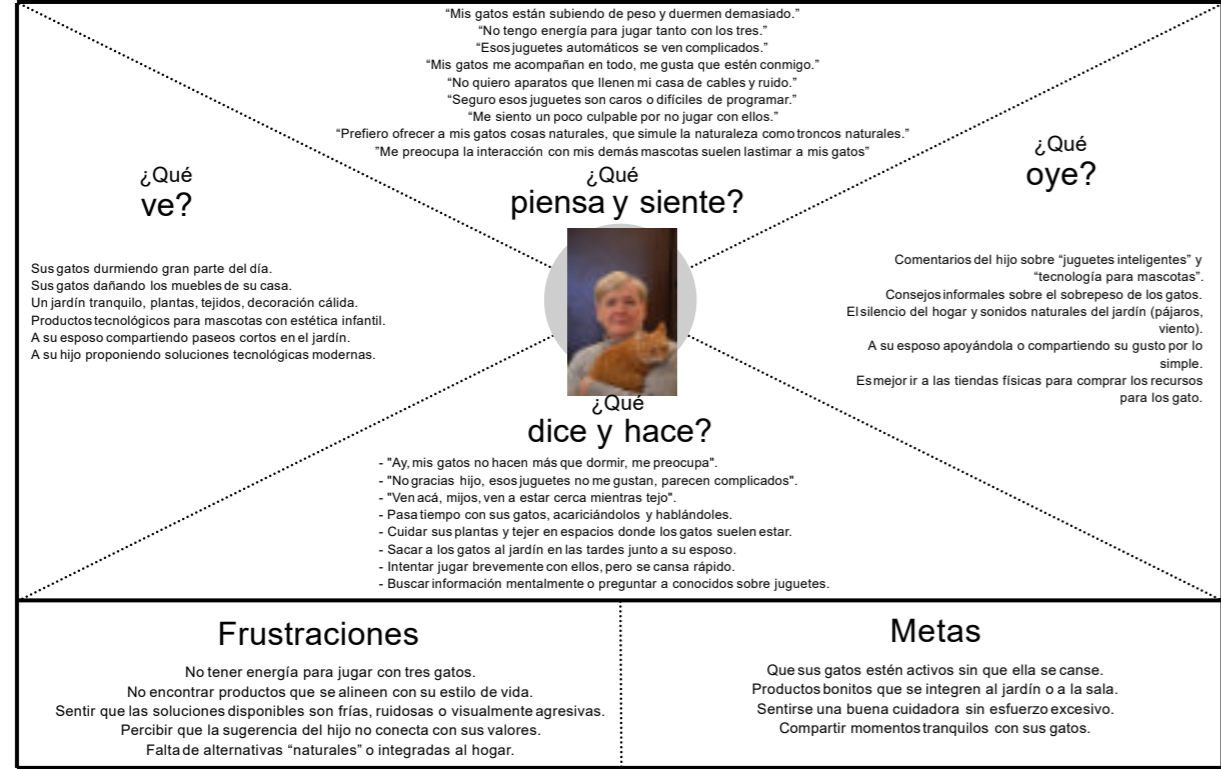 “Mis gatos están subiendo de peso y duermen demasiado.”
“No tengo energía para jugar tanto con los tres.”
“Esos juguetes automáticos se ven complicados.”
“Mis gatos me acompañan en todo, me gusta que estén conmigo.”
“No quiero aparatos que llenen mi casa de cables y ruido.”
“Seguro esos juguetes son caros o difíciles de programar.”
“Me siento un poco culpable por no jugar con ellos.”
“Prefiero ofrecer a mis gatos cosas naturales, que simule la naturaleza como troncos naturales.”
”Me preocupa la interacción con mis demás mascotas suelen lastimar a mis gatos”
¿Qué
piensa y siente?
¿Qué
ve?
Sus gatos durmiendo gran parte del día.
Sus gatos dañando los muebles de su casa.
Un jardín tranquilo, plantas, tejidos, decoración cálida.
Productos tecnológicos para mascotas con estética infantil.
A su esposo compartiendo paseos cortos en el jardín.
A su hijo proponiendo soluciones tecnológicas modernas.
¿Qué
oye?
Comentarios del hijo sobre “juguetes inteligentes” y
“tecnología para mascotas”.
Consejos informales sobre el sobrepeso de los gatos.
El silencio del hogar y sonidos naturales del jardín (pájaros,
viento).
A su esposo apoyándola o compartiendo su gusto por lo
simple.
Es mejor ir a las tiendas físicas para comprar los recursos
para los gato.
¿Qué
dice y hace?
- "Ay, mis gatos no hacen más que dormir, me preocupa".
- "No gracias hijo, esos juguetes no me gustan, parecen complicados".
- "Ven acá, mijos, ven a estar cerca mientras tejo".
- Pasa tiempo con sus gatos, acariciándolos y hablándoles.
- Cuidar sus plantas y tejer en espacios donde los gatos suelen estar.
- Sacar a los gatos al jardín en las tardes junto a su esposo.
- Intentar jugar brevemente con ellos, pero se cansa rápido.
- Buscar información mentalmente o preguntar a conocidos sobre juguetes.
Frustraciones
No tener energía para jugar con tres gatos.
No encontrar productos que se alineen con su estilo de vida.
Sentir que las soluciones disponibles son frías, ruidosas o visualmente agresivas.
Percibir que la sugerencia del hijo no conecta con sus valores.
Falta de alternativas “naturales” o integradas al hogar.
Metas
Que sus gatos estén activos sin que ella se canse.
Productos bonitos que se integren al jardín o a la sala.
Sentirse una buena cuidadora sin esfuerzo excesivo.
Compartir momentos tranquilos con sus gatos.